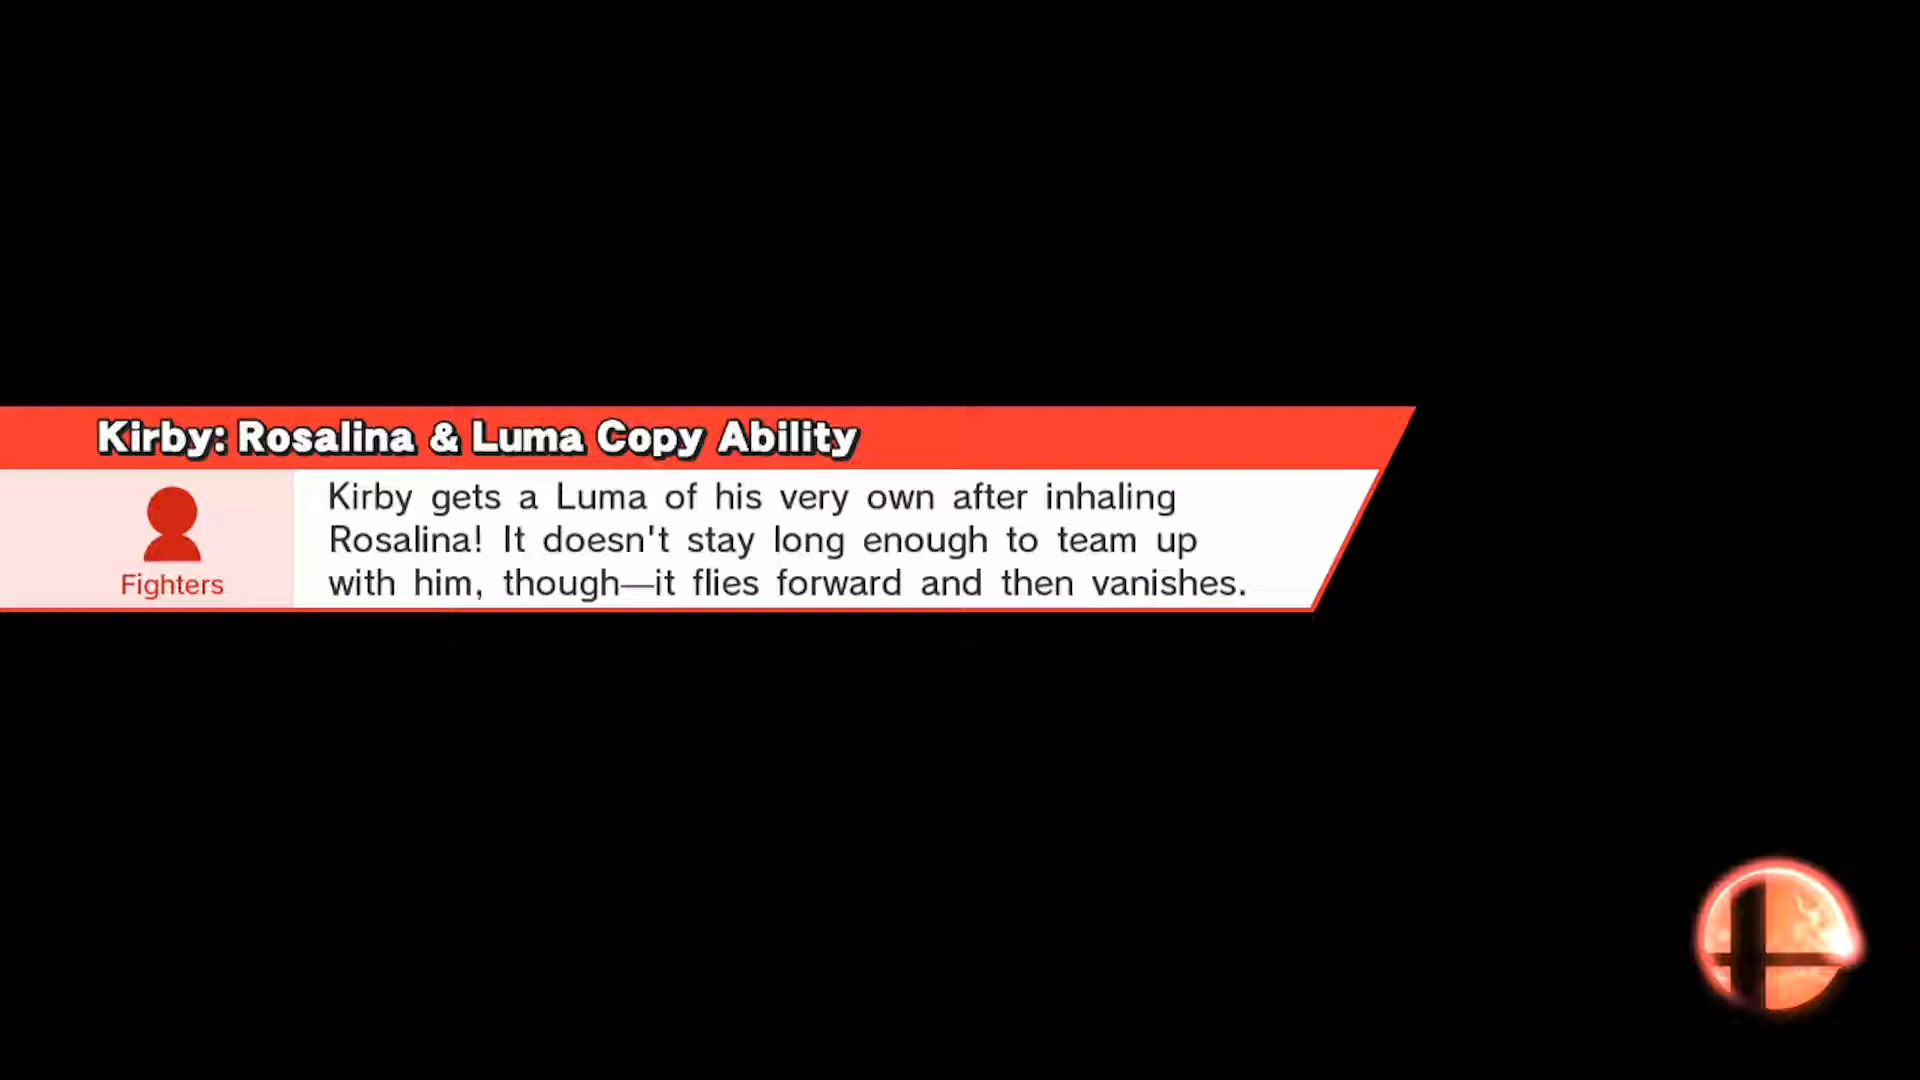 Kirby: Rosalina & Luma Copy Ability
Fighters
Kirby gets a Luma of his very own after inhaling
Rosalina! It doesn't stay long enough to team up
with him, though—it flies forward and then vanishes.